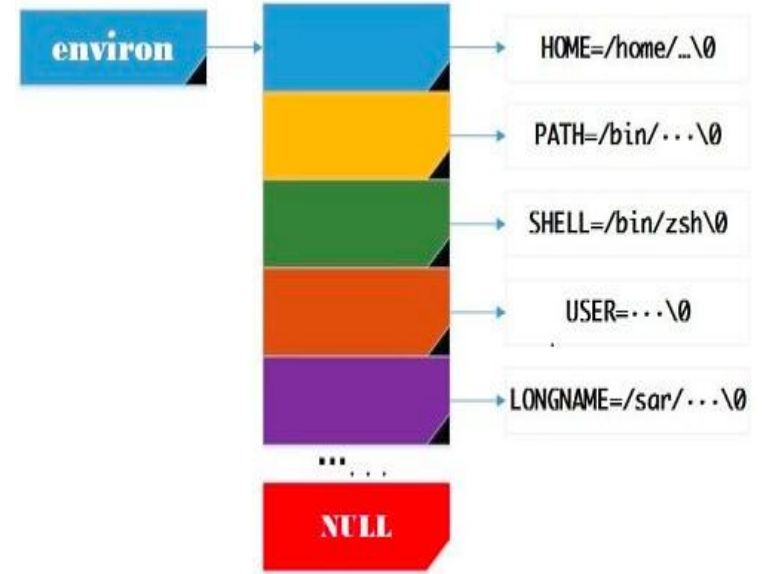 environ
HOME=/home/…\0
PATH=/bin/···\0
SHELL=/bin/zsh\0
USER=···\0
LONGNAME=/sar/···\0
"'...
NULL